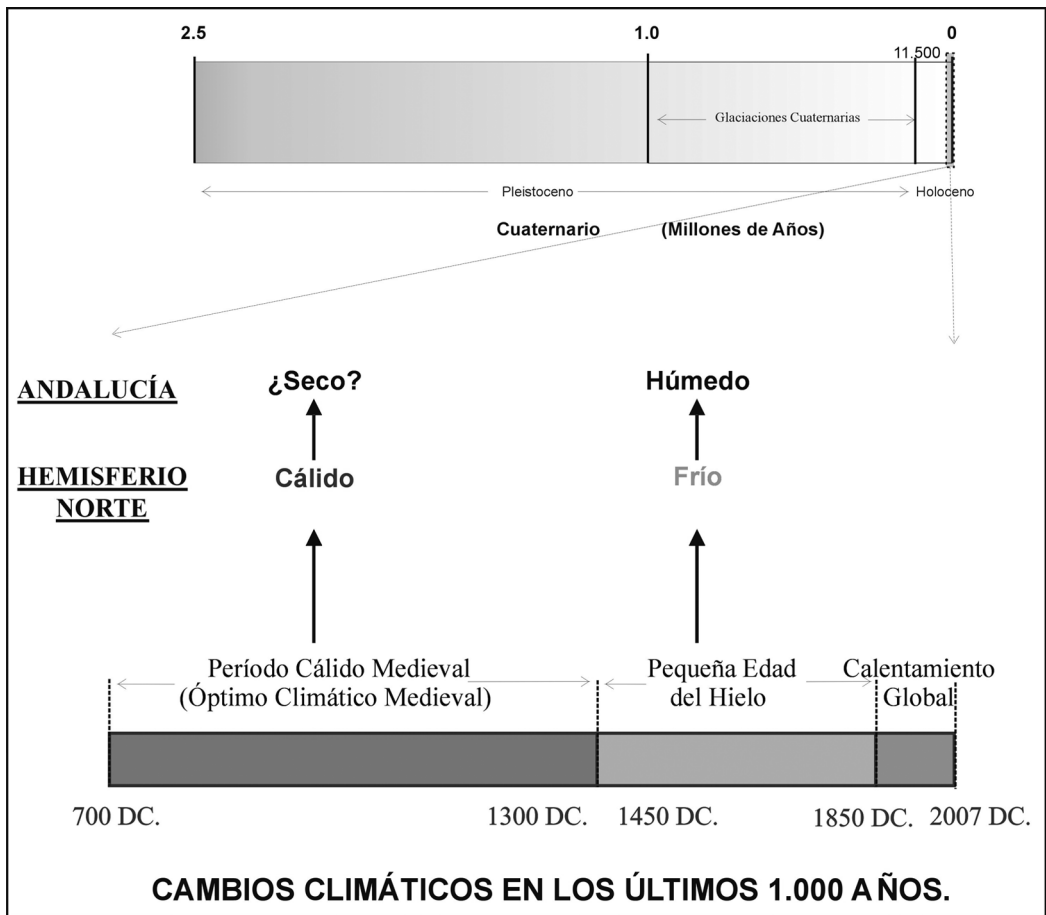 2.5 1.0 0
11.500
Glaciaciones Cuaternarias
Pleistoceno Holoceno
Cuaternario (Millones de Años)
ANDALUCÍA ¿Seco? Húmedo
HEMISFERIO Cálido Frío
NORTE
Período Cálido Medieval Pequeña Edad Calentamiento
(Óptimo Climático Medieval) del Hielo Global
700 DC. 1300 DC. 1450 DC. 1850 DC. 2007 DC.
CAMBIOS CLIMÁTICOS EN LOS ÚLTIMOS 1.000 AÑOS.